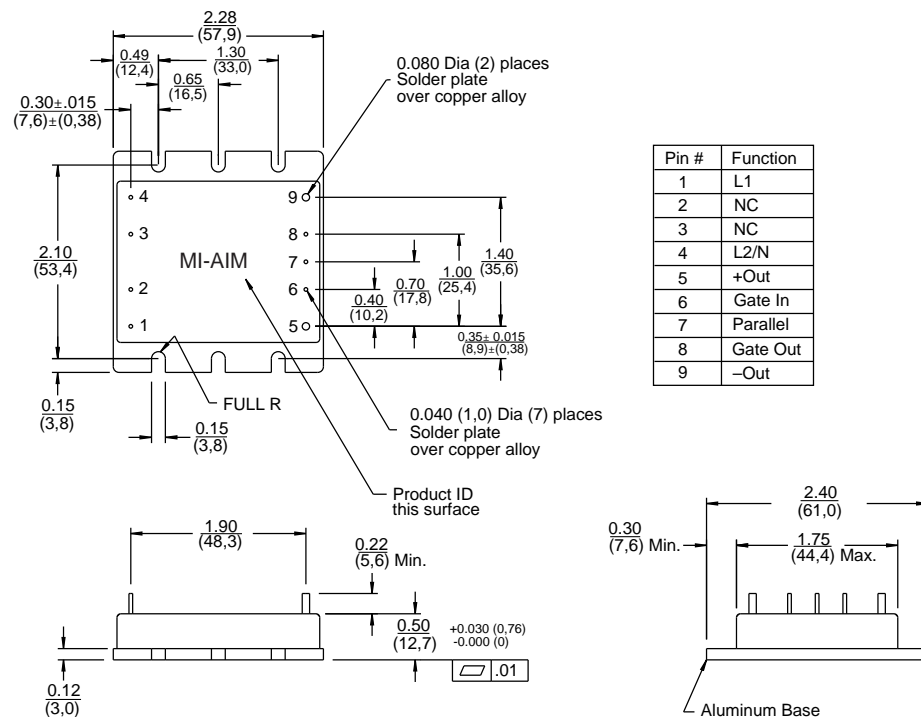 2.28
(57,9)
0.49
(12,4)
1.30
(33,0)
0.65
(16,5)
0.30±.015
(7,6)±(0,38)
0.080 Dia (2) places
Solder plate
over copper alloy
4
3
2
1
9
8
7
6
5
MI-AIM
2.10
(53,4)
0.40
(10,2)
0.70
(17,8)
1.00
(25,4)
1.40
(35,6)
0.35± 0.015
(8,9)±(0,38)
0.15
(3,8)
0.15
(3,8)
FULL R
0.040 (1,0) Dia (7) places
Solder plate
over copper alloy
Product ID
this surface
Pin # Function
1 L1
2 NC
3 NC
4 L2/N
5 +Out
6 Gate In
7 Parallel
8 Gate Out
9 –Out
1.90
(48,3)
0.22
(5,6) Min.
0.50
(12,7)
+0.030 (0,76)
-0.000 (0)
.01
0.12
(3,0)
2.40
(61,0)
0.30
(7,6) Min.
1.75
(44,4) Max.
Aluminum Base